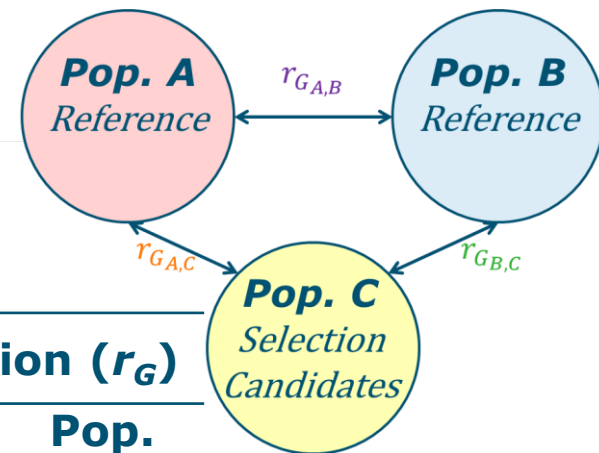 Pop. A
Reference
r_{G_{A,B}}
Pop. B
Reference
r_{G_{A,C}}
r_{G_{B,C}}
Pop. C
Selection
Candidates
ion (r_G)
Pop.